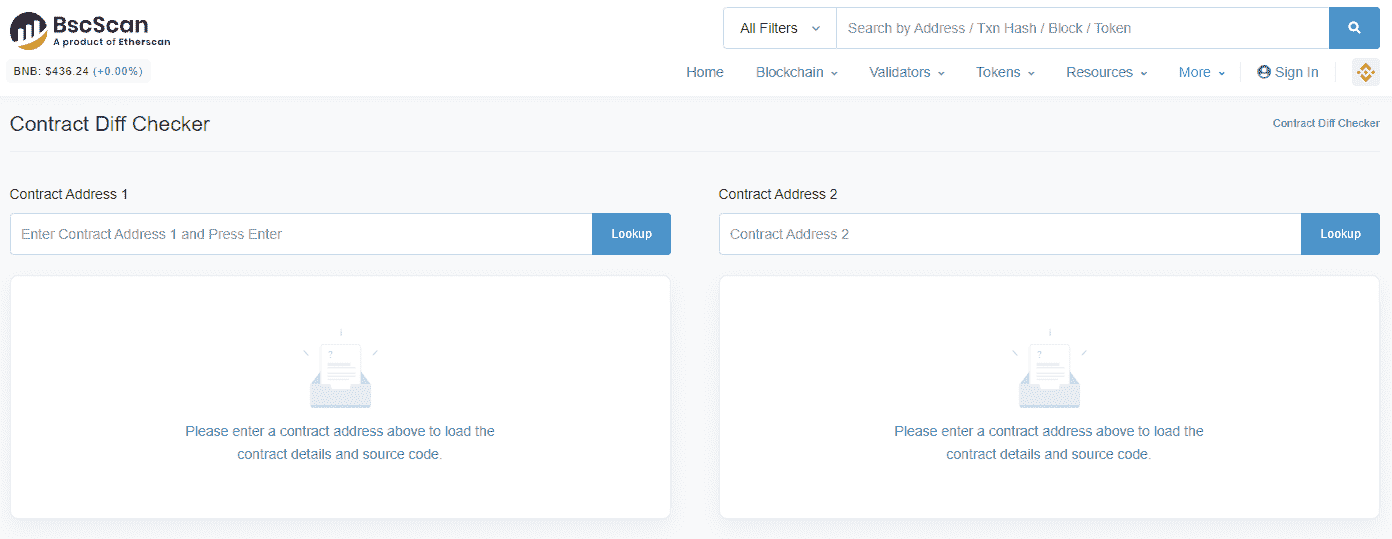 BscScan
A product of Etherscan
All Filters
Search by Address / Txn Hash / Block / Token
BNB: $436.24 (+0.00%)
Home
Blockchain
Validators
Tokens
Resources
More
Sign In
Contract Diff Checker
Contract Diff Checker
Contract Address 1
Enter Contract Address 1 and Press Enter
Lookup
Contract Address 2
Contract Address 2
Lookup
?
Please enter a contract address above to load the
contract details and source code.
?
Please enter a contract address above to load the
contract details and source code.